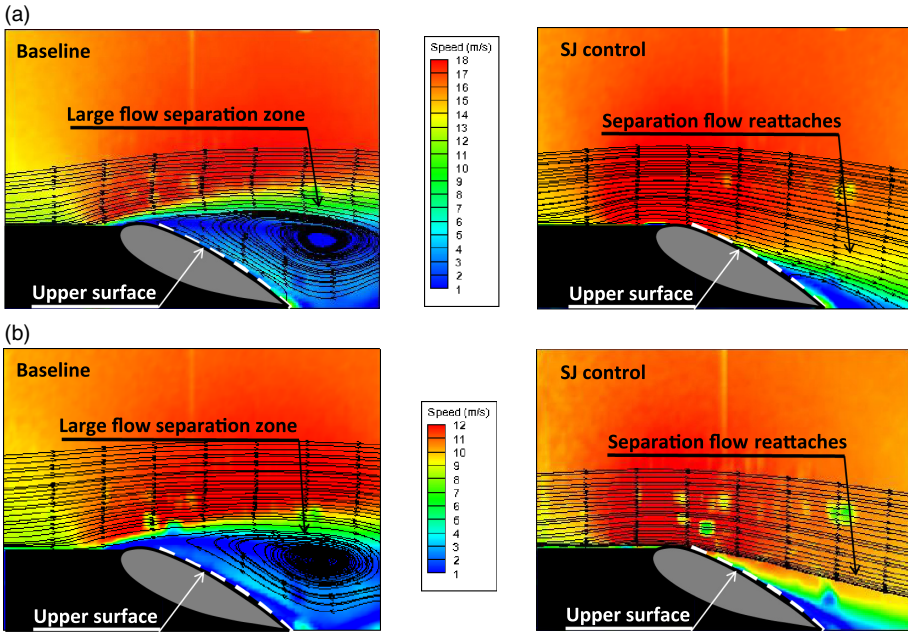 (a)
Baseline
Large flow separation zone
Upper surface
Speed (m/s)
18
17
16
15
14
13
12
11
10
9
8
7
6
5
4
3
2
1
SJ control
Separation flow reattaches
Upper surface
(b)
Baseline
Large flow separation zone
Upper surface
Speed (m/s)
12
11
10
9
8
7
6
5
4
3
2
1
SJ control
Separation flow reattaches
Upper surface